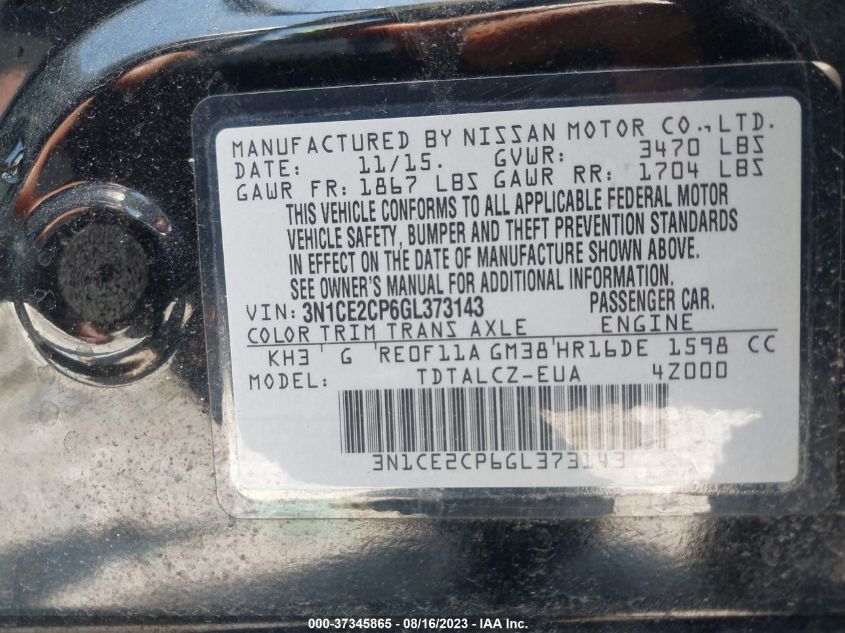 MANUFACTURED BY NISSAN MOTOR CO., LTD.
DATE: 11/15. GVWR: 3470 LBS
GAWR FR: 1867 LBS GAWR RR: 1704 LBS
THIS VEHICLE CONFORMS TO ALL APPLICABLE FEDERAL MOTOR
VEHICLE SAFETY, BUMPER AND THEFT PREVENTION STANDARDS
IN EFFECT ON THE DATE OF MANUFACTURE SHOWN ABOVE.
SEE OWNER'S MANUAL FOR ADDITIONAL INFORMATION.
VIN: 3N1CE2CP6GL373143 PASSENGER CAR.
COLOR TRIM TRANS AXLE ENGINE
KH3 G RE0F11A GM38 HR16DE 1598 CC
MODEL: TDTALCZ-EUA 4Z000
3N1CE2CP6GL373143
000-37345865 - 08/16/2023 - IAA Inc.